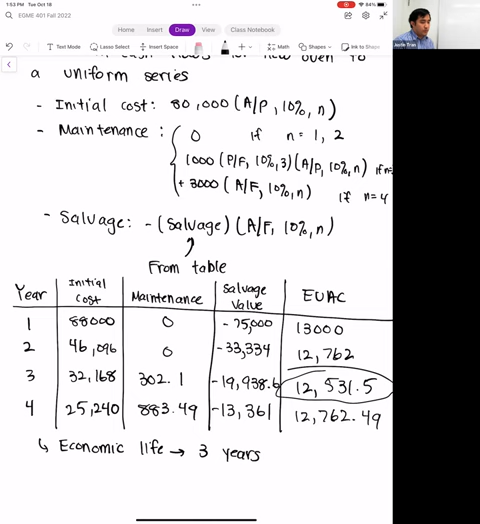 1:53 PM Tue Oct 18
84%
EGME 401 Fall 2022
Home Insert Draw View Class Notebook
Text Mode Lasso Select Insert Space Math Shapes Ink to Shape
Justin Tran
a uniform series
- Initial cost: 80,000 (A/P, 10%, n)
- Maintenance: { 0 if n = 1, 2
1000 (P/F, 10%, 3)(A/P, 10%, n) if n=
+ 3000 (A/F, 10%, n) if n=4
- Salvage: - (Salvage) (A/F, 10%, n)
From table
Year Initial Cost Maintenance Salvage Value EUAC
1 88000 0 -75,000 13000
2 46,096 0 -33,334 12,762
3 32,168 302.1 -19,938.6 12,531.5
4 25,240 883.49 -13,361 12,762.49
↳ Economic life → 3 years